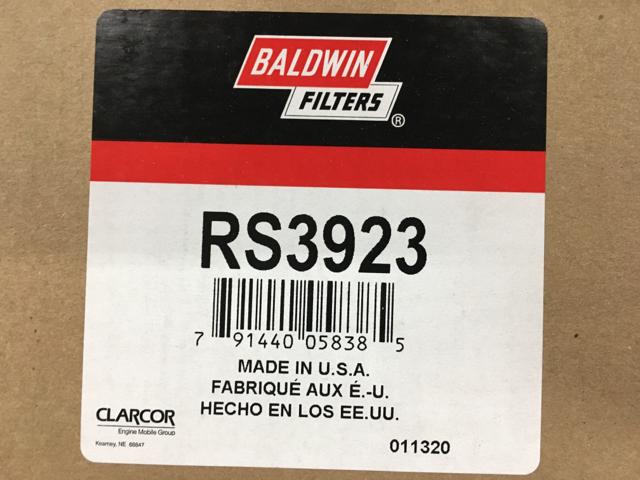 BALDWIN
FILTERS
®
RS3923
7 91440 05838 5
MADE IN U.S.A.
FABRIQUÉ AUX É.-U.
HECHO EN LOS EE.UU.
CLARCOR
Engine Mobile Group
Kearney, NE 68847
011320